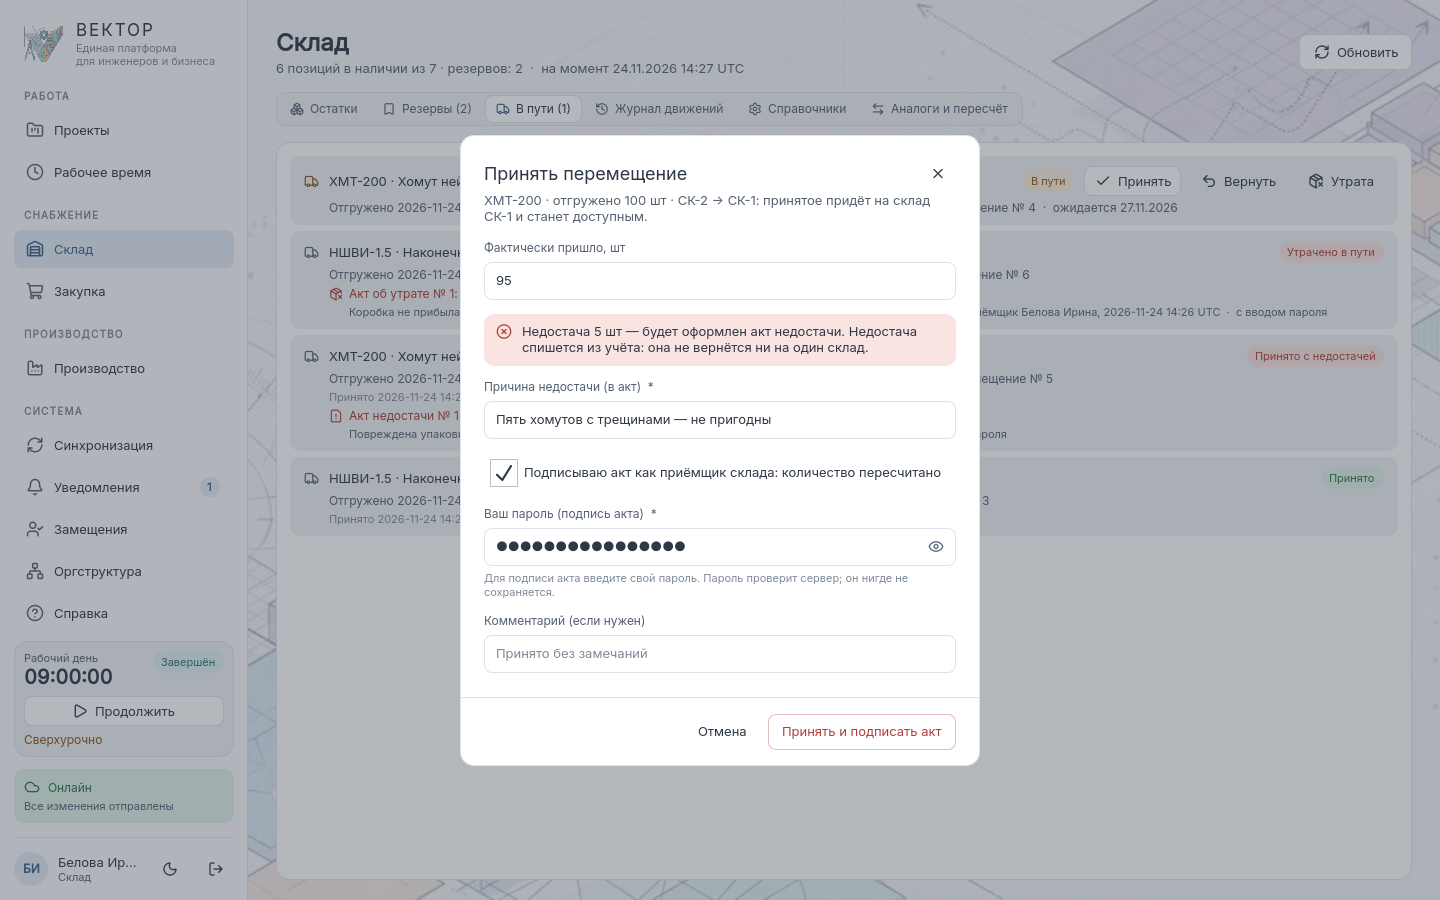 ВЕКТОР
Единая платформа
для инженеров и бизнеса
РАБОТА
Проекты
Рабочее время
СНАБЖЕНИЕ
Склад
Закупка
ПРОИЗВОДСТВО
Производство
СИСТЕМА
Синхронизация
Уведомления 1
Замещения
Оргструктура
Справка
Рабочий день
Завершён
09:00:00
Продолжить
Сверхурочно
Онлайн
Все изменения отправлены
БИ
Белова Ир...
Склад
Склад
6 позиций в наличии из 7 · резервов: 2 · на момент 24.11.2026 14:27 UTC
Обновить
Остатки
Резервы (2)
В пути (1)
Журнал движений
Справочники
Аналоги и пересчёт
ХМТ-200 · Хомут ней
В пути
Принять
Вернуть
Утрата
Отгружено 2026-11-24
ение № 4 · ожидается 27.11.2026
НШВИ-1.5 · Наконечн
Утрачено в пути
Отгружено 2026-11-24
ние № 6
Акт об утрате № 1:
Коробка не прибыла
ёмщик Белова Ирина, 2026-11-24 14:26 UTC · с вводом пароля
ХМТ-200 · Хомут ней
Принято с недостачей
Отгружено 2026-11-24
ещение № 5
Принято 2026-11-24 14:2
Акт недостачи № 1
Повреждена упаковк
ароля
НШВИ-1.5 · Наконечн
Принято
Отгружено 2026-11-24
3
Принято 2026-11-24 14:2
Принять перемещение
ХМТ-200 · отгружено 100 шт · СК-2 → СК-1: принятое придёт на склад
СК-1 и станет доступным.
Фактически пришло, шт
95
Недостача 5 шт — будет оформлен акт недостачи. Недостача
спишется из учёта: она не вернётся ни на один склад.
Причина недостачи (в акт) *
Пять хомутов с трещинами — не пригодны
Подписываю акт как приёмщик склада: количество пересчитано
Ваш пароль (подпись акта) *
●●●●●●●●●●●●●●●●
Для подписи акта введите свой пароль. Пароль проверит сервер; он нигде не
сохраняется.
Комментарий (если нужен)
Принято без замечаний
Отмена
Принять и подписать акт